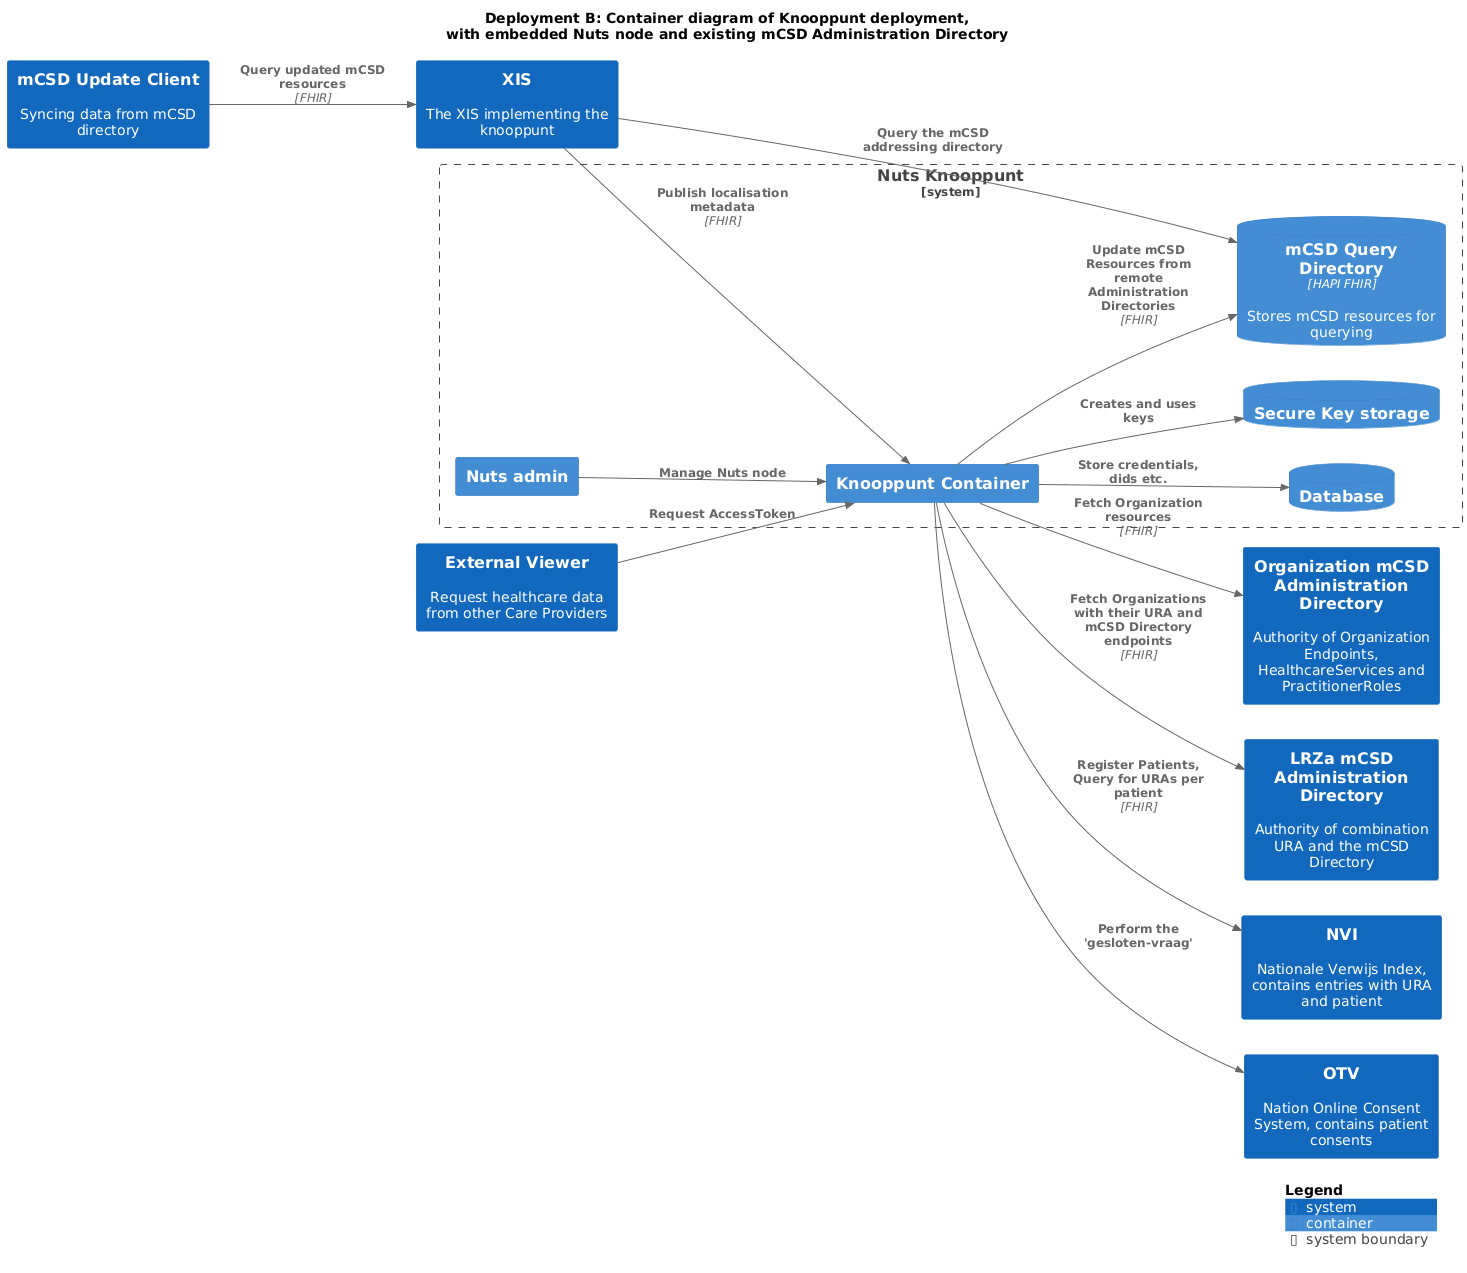 Deployment B: Container diagram of Knooppunt deployment,
with embedded Nuts node and existing mCSD Administration Directory
mCSD Update Client
Syncing data from mCSD
directory
Query updated mCSD
resources
[FHIR]
XIS
The XIS implementing the
knooppunt
Query the mCSD
addressing directory
Nuts Knooppunt
[system]
Publish localisation
metadata
[FHIR]
Update mCSD
Resources from
remote
Administration
Directories
[FHIR]
mCSD Query
Directory
[HAPI FHIR]
Stores mCSD resources for
querying
Creates and uses
keys
Secure Key storage
Nuts admin
Manage Nuts node
Knooppunt Container
Store credentials,
dids etc.
Database
Request AccessToken
Fetch Organization
resources
[FHIR]
External Viewer
Request healthcare data
from other Care Providers
Organization mCSD
Administration
Directory
Authority of Organization
Endpoints,
HealthcareServices and
PractitionerRoles
Fetch Organizations
with their URA and
mCSD Directory
endpoints
[FHIR]
LRZa mCSD
Administration
Directory
Authority of combination
URA and the mCSD
Directory
Register Patients,
Query for URAs per
patient
[FHIR]
NVI
Nationale Verwijs Index,
contains entries with URA
and patient
Perform the
'gesloten-vraag'
OTV
Nation Online Consent
System, contains patient
consents
Legend
system
container
system boundary